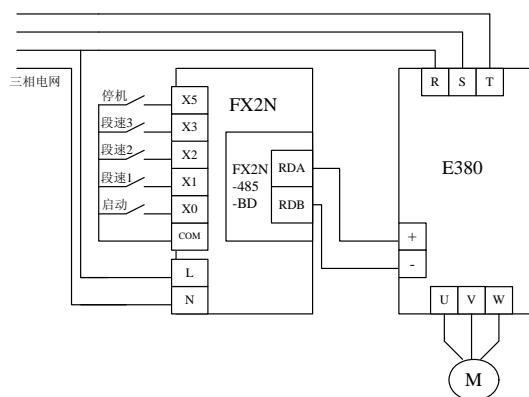 三相电网
停机
段速3
段速2
段速1
启动
X5
X3
X2
X1
X0
COM
L
N
FX2N
FX2N
-485
-BD
RDA
RDB
R S T
E380
+
-
U V W
M